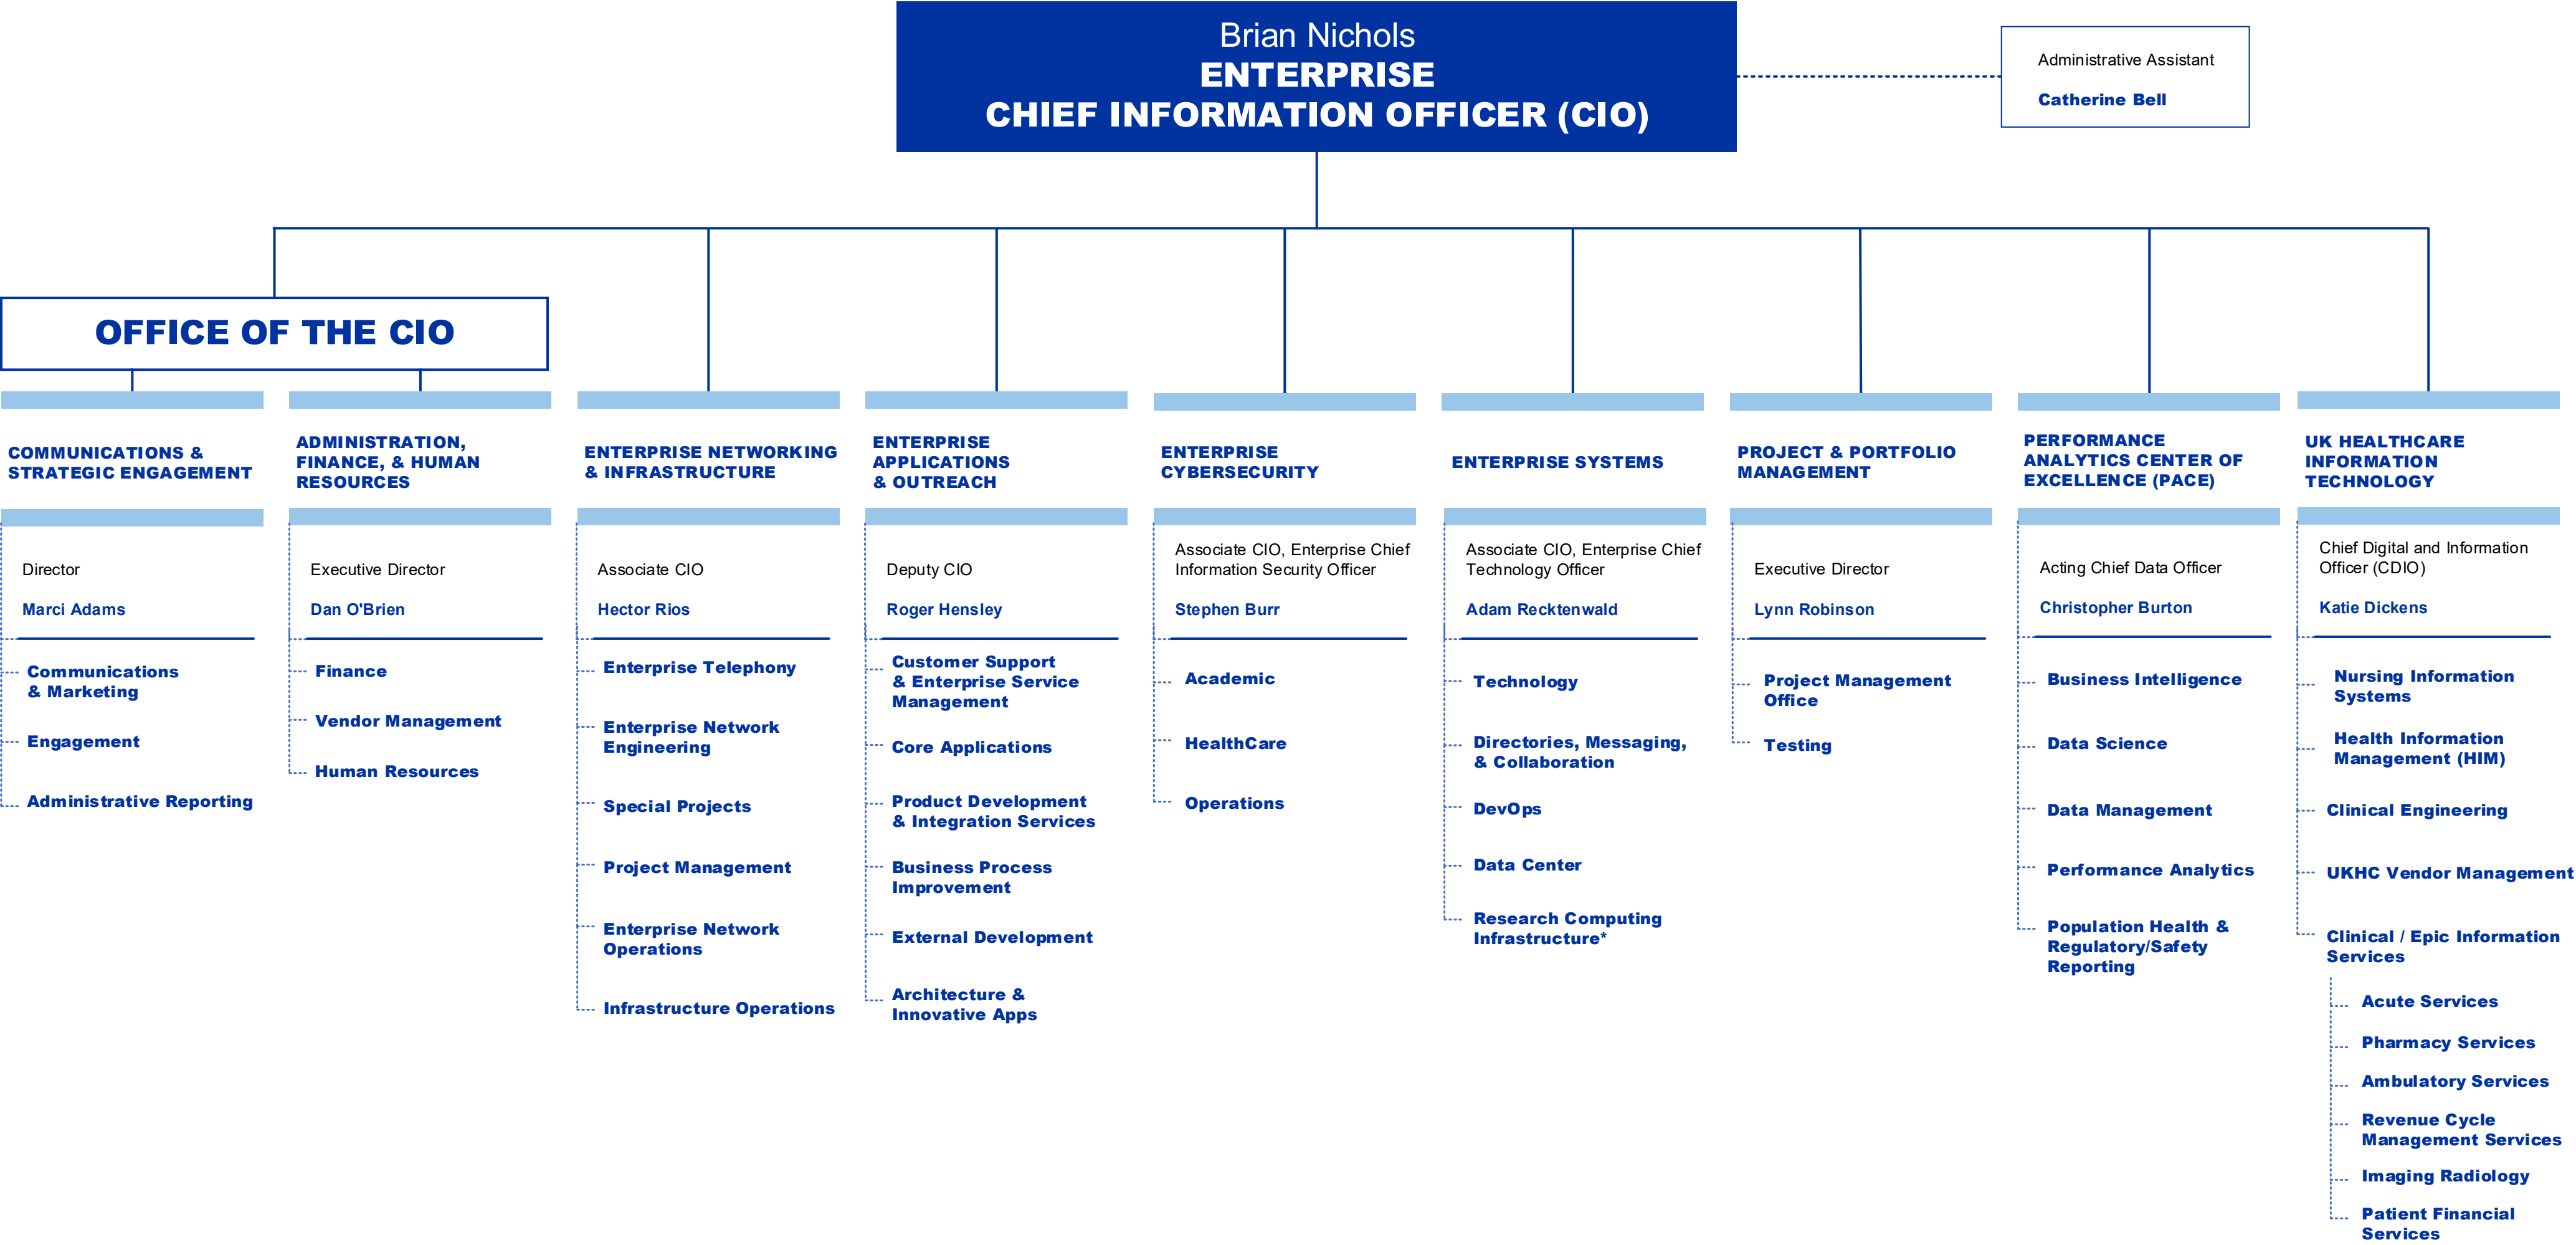 Brian Nichols
ENTERPRISE
CHIEF INFORMATION OFFICER (CIO)
Administrative Assistant
Catherine Bell
OFFICE OF THE CIO
COMMUNICATIONS &
STRATEGIC ENGAGEMENT
Director
Marci Adams
Communications
& Marketing
Engagement
Administrative Reporting
ADMINISTRATION,
FINANCE, & HUMAN
RESOURCES
Executive Director
Dan O'Brien
Finance
Vendor Management
Human Resources
ENTERPRISE NETWORKING
& INFRASTRUCTURE
Associate CIO
Hector Rios
Enterprise Telephony
Enterprise Network
Engineering
Special Projects
Project Management
Enterprise Network
Operations
Infrastructure Operations
ENTERPRISE
APPLICATIONS
& OUTREACH
Deputy CIO
Roger Hensley
Customer Support
& Enterprise Service
Management
Core Applications
Product Development
& Integration Services
Business Process
Improvement
External Development
Architecture &
Innovative Apps
ENTERPRISE
CYBERSECURITY
Associate CIO, Enterprise Chief
Information Security Officer
Stephen Burr
Academic
HealthCare
Operations
ENTERPRISE SYSTEMS
Associate CIO, Enterprise Chief
Technology Officer
Adam Recktenwald
Technology
Directories, Messaging,
& Collaboration
DevOps
Data Center
Research Computing
Infrastructure*
PROJECT & PORTFOLIO
MANAGEMENT
Executive Director
Lynn Robinson
Project Management
Office
Testing
PERFORMANCE
ANALYTICS CENTER OF
EXCELLENCE (PACE)
Acting Chief Data Officer
Christopher Burton
Business Intelligence
Data Science
Data Management
Performance Analytics
Population Health &
Regulatory/Safety
Reporting
UK HEALTHCARE
INFORMATION
TECHNOLOGY
Chief Digital and Information
Officer (CDIO)
Katie Dickens
Nursing Information
Systems
Health Information
Management (HIM)
Clinical Engineering
UKHC Vendor Management
Clinical / Epic Information
Services
Acute Services
Pharmacy Services
Ambulatory Services
Revenue Cycle
Management Services
Imaging Radiology
Patient Financial
Services